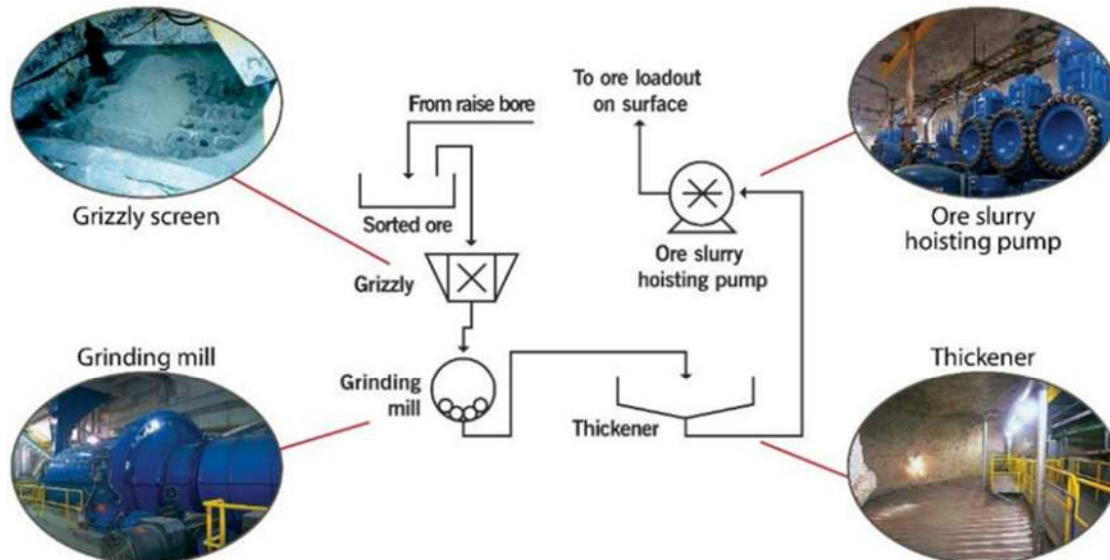 Grizzly screen
From raise bore
Sorted ore
Grizzly
Grinding mill
Grinding
mill
To ore loadout
on surface
Ore slurry
hoisting pump
Ore slurry
hoisting pump
Thickener
Thickener